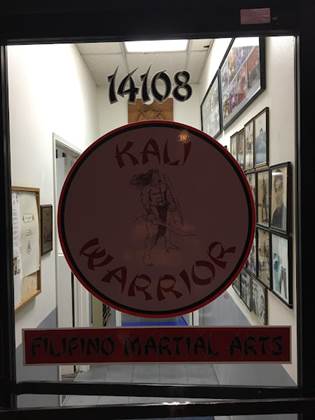 14108
KALI
WARRIOR
FILIPINO MARTIAL ARTS